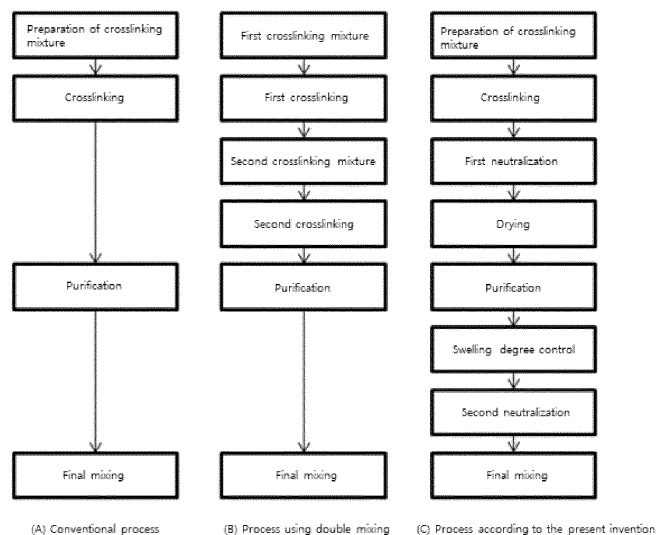 Preparation of crosslinking
mixture
Crosslinking
Purification
Final mixing
(A) Conventional process
First crosslinking mixture
First crosslinking
Second crosslinking mixture
Second crosslinking
Purification
Final mixing
(B) Process using double mixing
Preparation of crosslinking
mixture
Crosslinking
First neutralization
Drying
Purification
Swelling degree control
Second neutralization
Final mixing
(C) Process according to the present invention